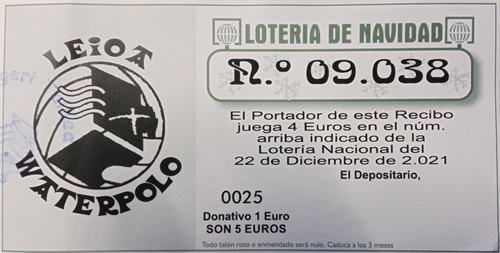 LEIOA
WATERPOLO
LOTERIA DE NAVIDAD
N.º 09.038
El Portador de este Recibo
juega 4 Euros en el núm.
arriba indicado de la
Lotería Nacional del
22 de Diciembre de 2.021
El Depositario,
0025
Donativo 1 Euro
SON 5 EUROS
Todo talón roto o enmendado será nulo. Caduca a los 3 meses